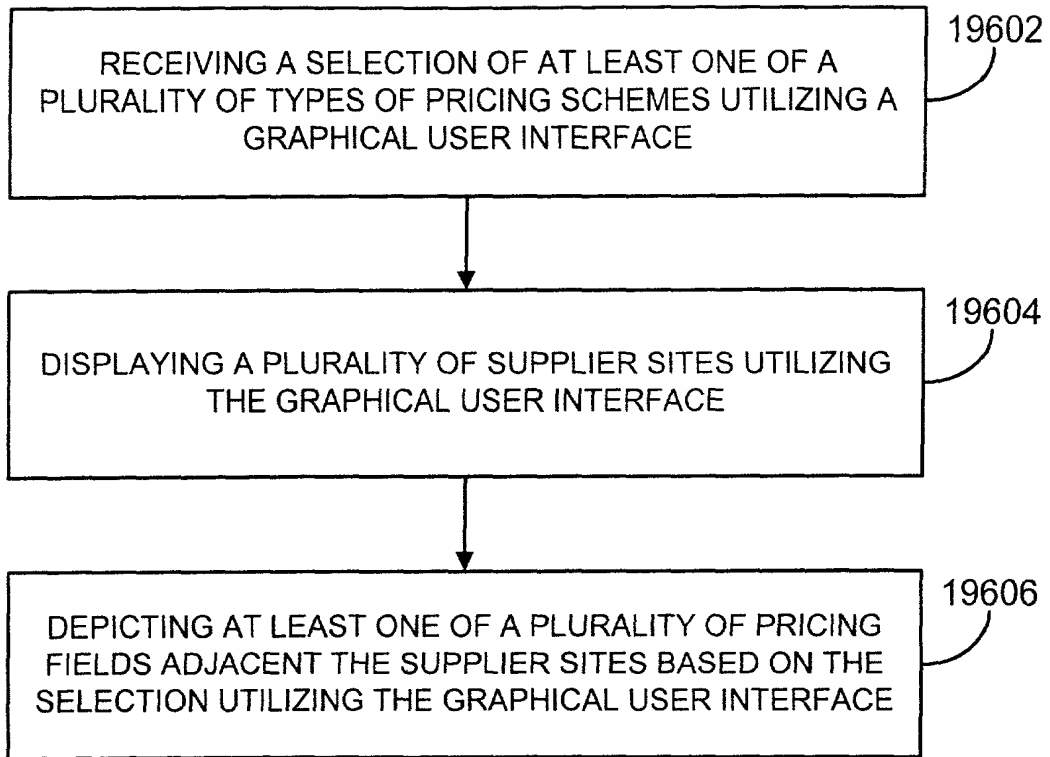 19602
RECEIVING A SELECTION OF AT LEAST ONE OF A
PLURALITY OF TYPES OF PRICING SCHEMES UTILIZING A
GRAPHICAL USER INTERFACE
19604
DISPLAYING A PLURALITY OF SUPPLIER SITES UTILIZING
THE GRAPHICAL USER INTERFACE
19606
DEPICTING AT LEAST ONE OF A PLURALITY OF PRICING
FIELDS ADJACENT THE SUPPLIER SITES BASED ON THE
SELECTION UTILIZING THE GRAPHICAL USER INTERFACE